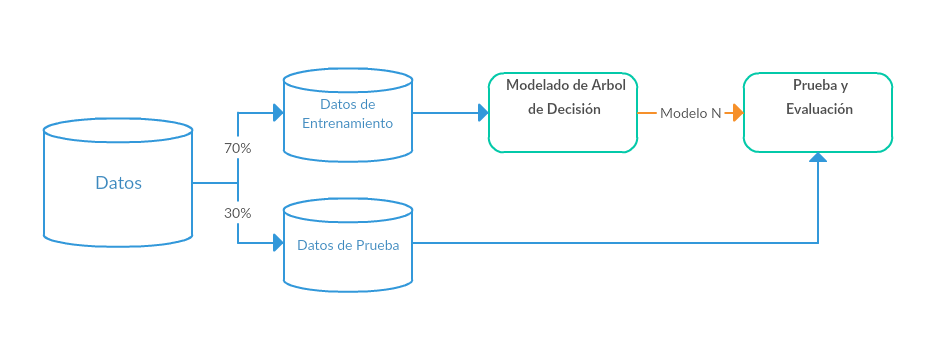 Datos
70%
30%
Datos de
Entrenamiento
Datos de Prueba
Modelado de Arbol
de Decisión
Modelo N
Prueba y
Evaluación